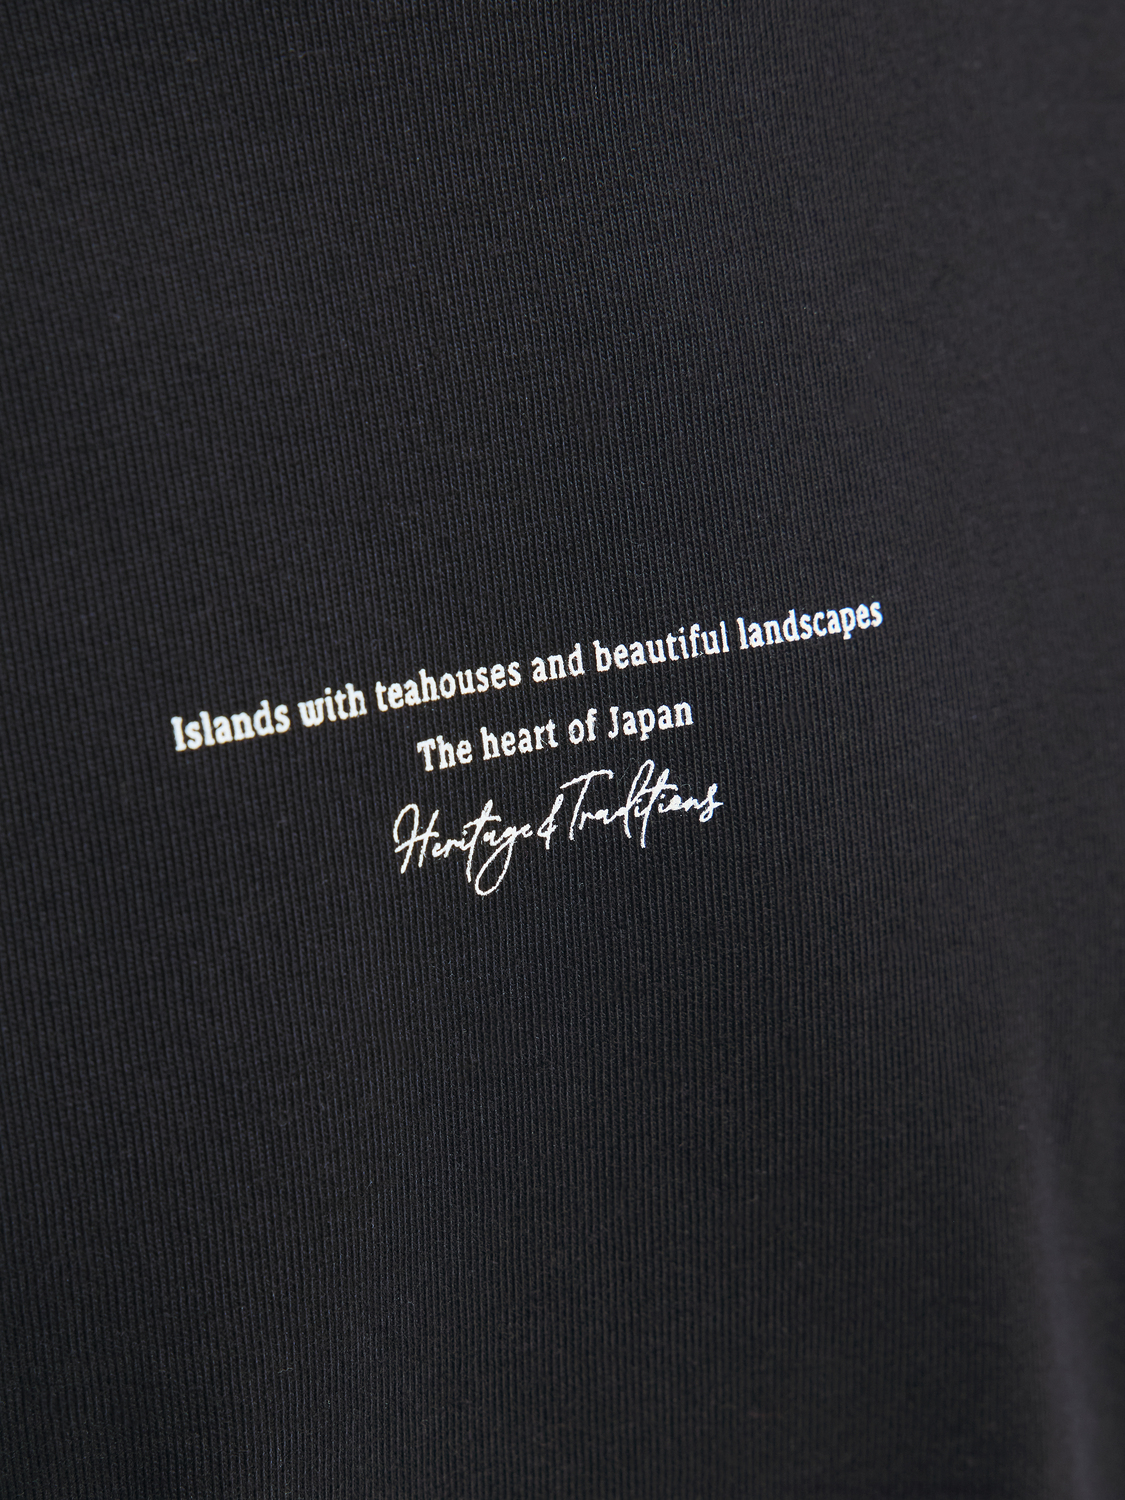 Islands with teahouses and beautiful landscapes
The heart of Japan
Heritage & Traditions